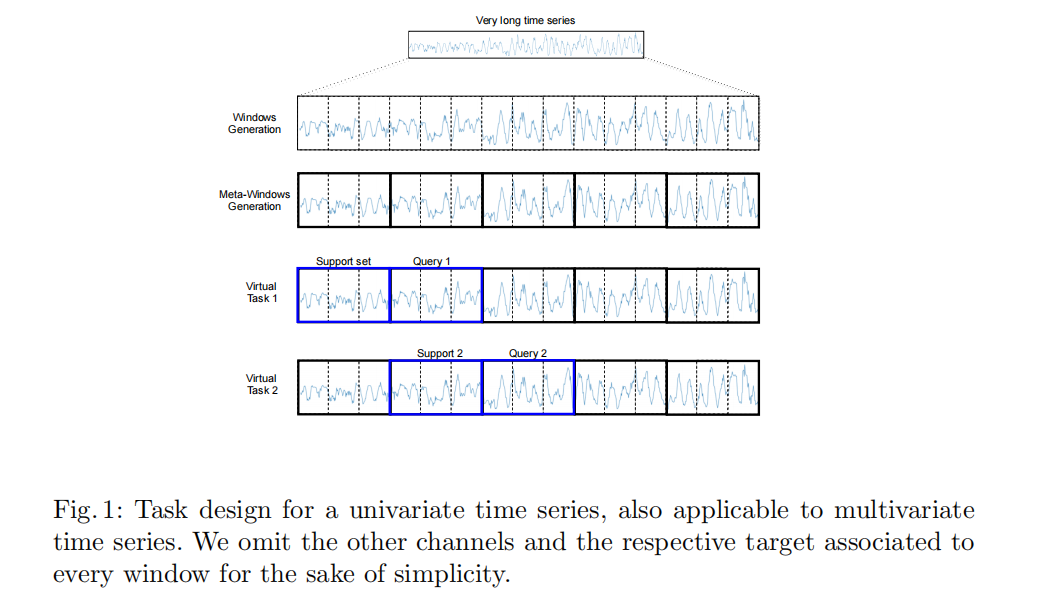 Very long time series
Windows
Generation
Meta-Windows
Generation
Support set Query 1
Virtual
Task 1
Support 2 Query 2
Virtual
Task 2
Fig. 1: Task design for a univariate time series, also applicable to multivariate
time series. We omit the other channels and the respective target associated to
every window for the sake of simplicity.